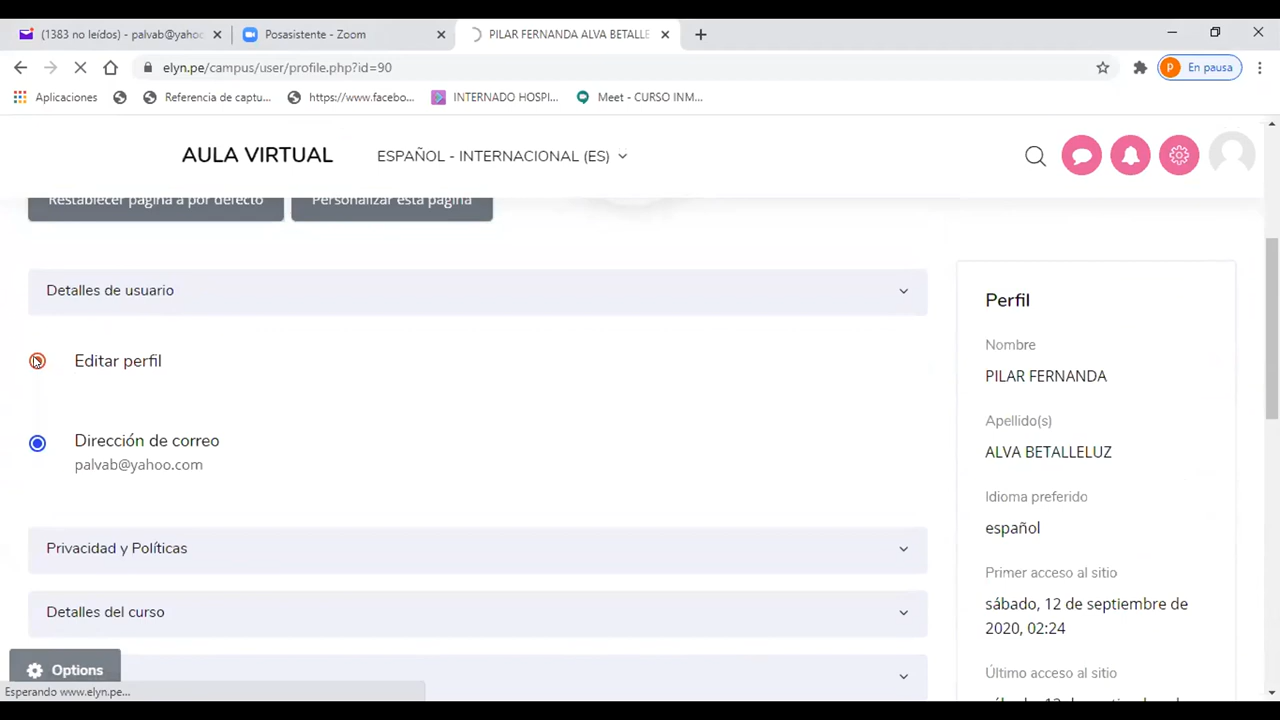 (1383 no leídos) - palvab@yahoo
Posasistente - Zoom
PILAR FERNANDA ALVA BETALLE
elyn.pe/campus/user/profile.php?id=90
P
En pausa
Aplicaciones
Referencia de captu...
https://www.facebo...
INTERNADO HOSPI...
Meet - CURSO INM...
AULA VIRTUAL
ESPAÑOL - INTERNACIONAL (ES)
Restablecer página a por defecto
Personalizar esta página
Detalles de usuario
Editar perfil
Dirección de correo
palvab@yahoo.com
Privacidad y Políticas
Detalles del curso
Options
Esperando www.elyn.pe...
Perfil
Nombre
PILAR FERNANDA
Apellido(s)
ALVA BETALLELUZ
Idioma preferido
español
Primer acceso al sitio
sábado, 12 de septiembre de
2020, 02:24
Último acceso al sitio